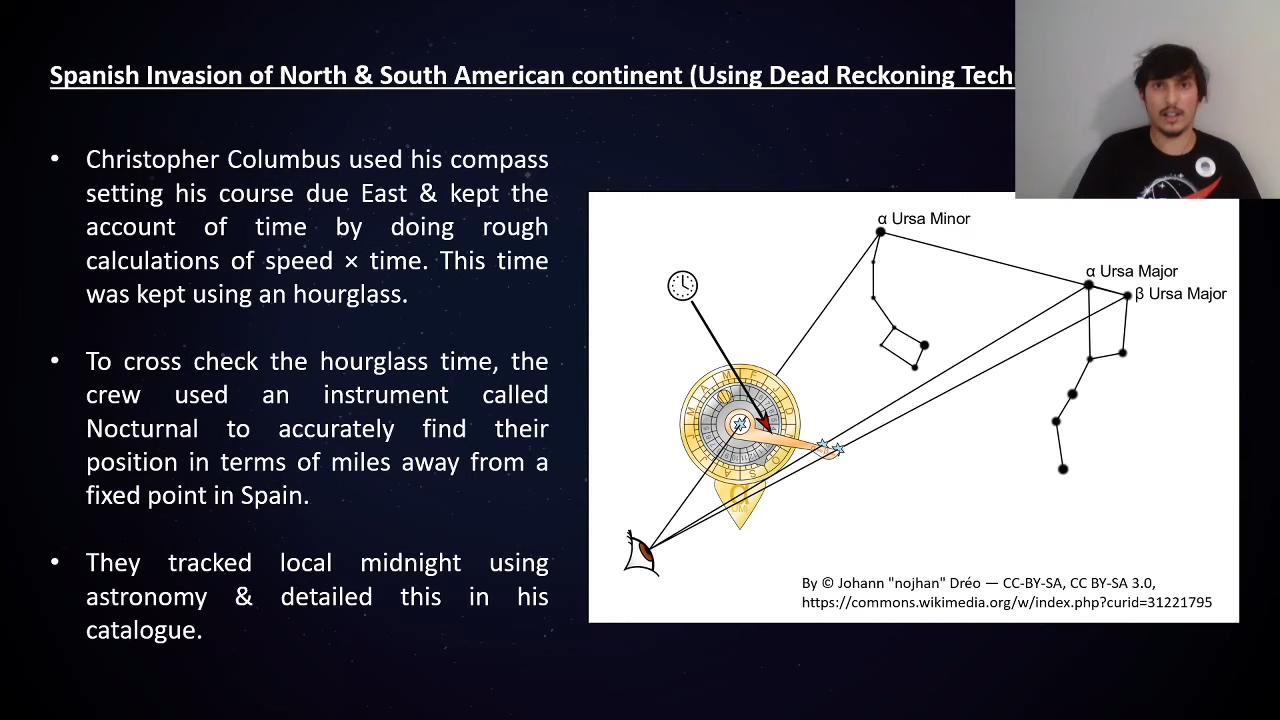 Spanish Invasion of North & South American continent (Using Dead Reckoning Tech
• Christopher Columbus used his compass
setting his course due East & kept the
account of time by doing rough
calculations of speed × time. This time
was kept using an hourglass.
• To cross check the hourglass time, the
crew used an instrument called
Nocturnal to accurately find their
position in terms of miles away from a
fixed point in Spain.
• They tracked local midnight using
astronomy & detailed this in his
catalogue.
α Ursa Minor
α Ursa Major
β Ursa Major
By © Johann "nojhan" Dréo — CC-BY-SA, CC BY-SA 3.0,
https://commons.wikimedia.org/w/index.php?curid=31221795